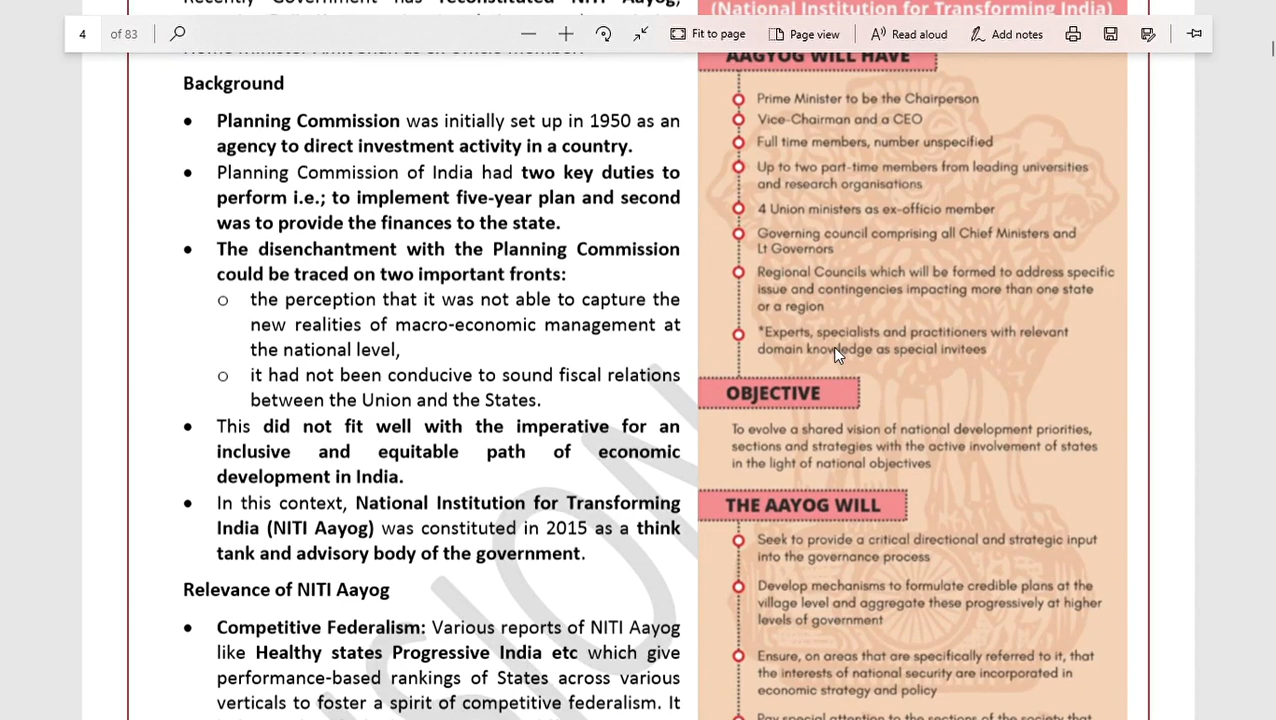 Recently Government has reconstituted NITI Aayog,
4 of 83
Fit to page
Page view
Read aloud
Add notes
Background
• Planning Commission was initially set up in 1950 as an
agency to direct investment activity in a country.
• Planning Commission of India had two key duties to
perform i.e.; to implement five-year plan and second
was to provide the finances to the state.
• The disenchantment with the Planning Commission
could be traced on two important fronts:
o the perception that it was not able to capture the
new realities of macro-economic management at
the national level,
o it had not been conducive to sound fiscal relations
between the Union and the States.
• This did not fit well with the imperative for an
inclusive and equitable path of economic
development in India.
• In this context, National Institution for Transforming
India (NITI Aayog) was constituted in 2015 as a think
tank and advisory body of the government.
Relevance of NITI Aayog
• Competitive Federalism: Various reports of NITI Aayog
like Healthy states Progressive India etc which give
performance-based rankings of States across various
verticals to foster a spirit of competitive federalism. It
(National Institution for Transforming India)
AAGYOG WILL HAVE
Prime Minister to be the Chairperson
Vice-Chairman and a CEO
Full time members, number unspecified
Up to two part-time members from leading universities
and research organisations
4 Union ministers as ex-officio member
Governing council comprising all Chief Ministers and
Lt Governors
Regional Councils which will be formed to address specific
issue and contingencies impacting more than one state
or a region
*Experts, specialists and practitioners with relevant
domain knowledge as special invitees
OBJECTIVE
To evolve a shared vision of national development priorities,
sections and strategies with the active involvement of states
in the light of national objectives
THE AAYOG WILL
Seek to provide a critical directional and strategic input
into the governance process
Develop mechanisms to formulate credible plans at the
village level and aggregate these progressively at higher
levels of government
Ensure, on areas that are specifically referred to it, that
the interests of national security are incorporated in
economic strategy and policy
Pay special attention to the sections of the society that